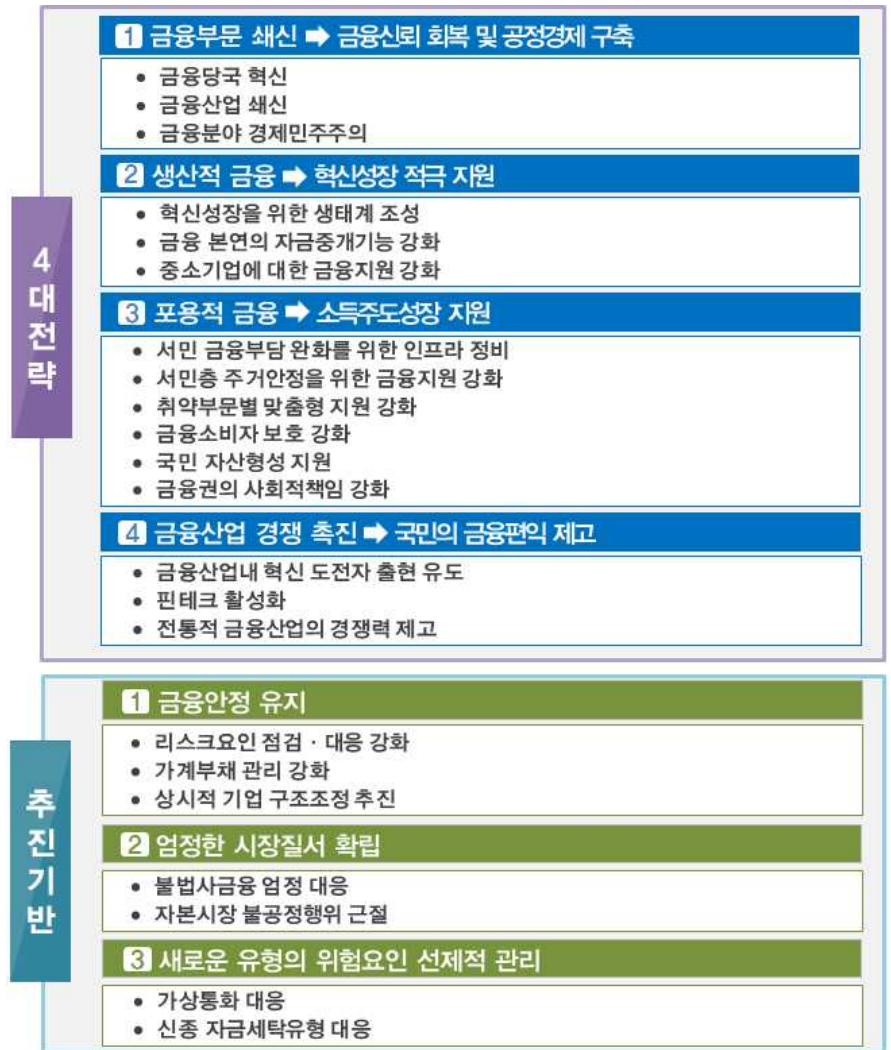 4대전략
1 금융부문 쇄신 ➡ 금융신뢰 회복 및 공정경제 구축
● 금융당국 혁신
● 금융산업 쇄신
● 금융분야 경제민주주의
2 생산적 금융 ➡ 혁신성장 적극 지원
● 혁신성장을 위한 생태계 조성
● 금융 본연의 자금중개기능 강화
● 중소기업에 대한 금융지원 강화
3 포용적 금융 ➡ 소득주도성장 지원
● 서민 금융부담 완화를 위한 인프라 정비
● 서민층 주거안정을 위한 금융지원 강화
● 취약부문별 맞춤형 지원 강화
● 금융소비자 보호 강화
● 국민 자산형성 지원
● 금융권의 사회적책임 강화
4 금융산업 경쟁 촉진 ➡ 국민의 금융편익 제고
● 금융산업내 혁신 도전자 출현 유도
● 핀테크 활성화
● 전통적 금융산업의 경쟁력 제고
추진기반
1 금융안정 유지
● 리스크요인 점검 · 대응 강화
● 가계부채 관리 강화
● 상시적 기업 구조조정 추진
2 엄정한 시장질서 확립
● 불법사금융 엄정 대응
● 자본시장 불공정행위 근절
3 새로운 유형의 위험요인 선제적 관리
● 가상통화 대응
● 신종 자금세탁유형 대응